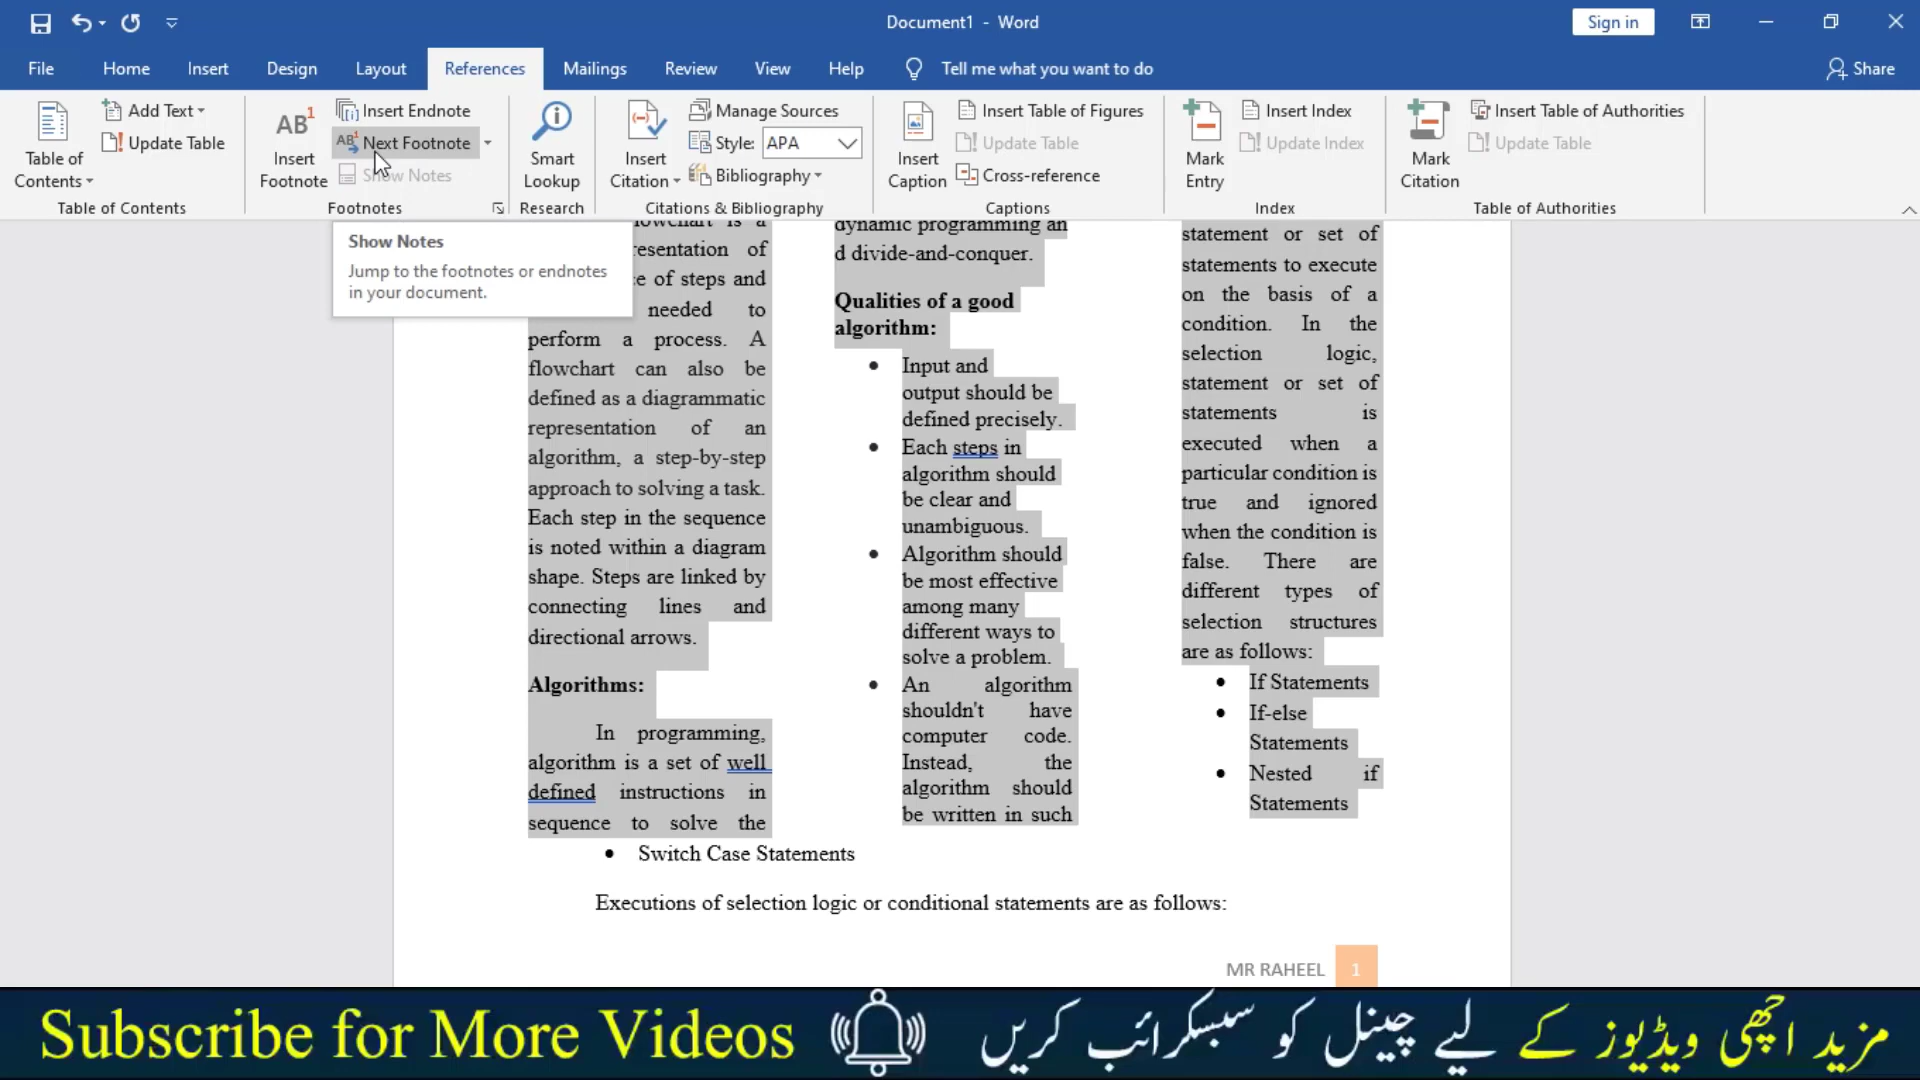 Document1 - Word
Sign in
File Home Insert Design Layout References Mailings Review View Help Tell me what you want to do Share
Table of Contents
Add Text
Update Table
Table of Contents
AB1
Insert Footnote
Insert Endnote
Next Footnote
Show Notes
Footnotes
Smart Lookup
Research
Insert Citation
Manage Sources
Style: APA
Bibliography
Citations & Bibliography
Insert Caption
Insert Table of Figures
Update Table
Cross-reference
Captions
Mark Entry
Insert Index
Update Index
Index
Mark Citation
Insert Table of Authorities
Update Table
Table of Authorities
Show Notes
Jump to the footnotes or endnotes
in your document.
flowchart is a
resentation of
e of steps and
needed to
perform a process. A
flowchart can also be
defined as a diagrammatic
representation of an
algorithm, a step-by-step
approach to solving a task.
Each step in the sequence
is noted within a diagram
shape. Steps are linked by
connecting lines and
directional arrows.
Algorithms:
In programming,
algorithm is a set of well
defined instructions in
sequence to solve the
dynamic programming an
d divide-and-conquer.
Qualities of a good
algorithm:
• Input and
output should be
defined precisely.
• Each steps in
algorithm should
be clear and
unambiguous.
• Algorithm should
be most effective
among many
different ways to
solve a problem.
• An algorithm
shouldn't have
computer code.
Instead, the
algorithm should
be written in such
statement or set of
statements to execute
on the basis of a
condition. In the
selection logic,
statement or set of
statements is
executed when a
particular condition is
true and ignored
when the condition is
false. There are
different types of
selection structures
are as follows:
• If Statements
• If-else
Statements
• Nested if
Statements
• Switch Case Statements
Executions of selection logic or conditional statements are as follows:
MR RAHEEL 1
Subscribe for More Videos
مزید اچھی ویڈیوز کے لیے چینل کو سبسکرائب کریں